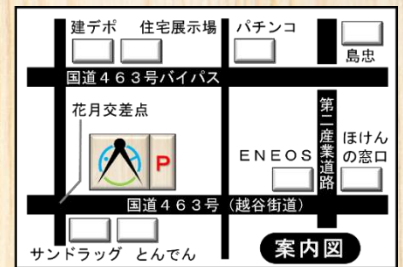 建デポ 住宅展示場 パチンコ
島忠
国道463号バイパス
花月交差点
第二産業道路
ほけん
の窓口
ENEOS
P
国道463号（越谷街道）
サンドラッグ とんでん
案内図